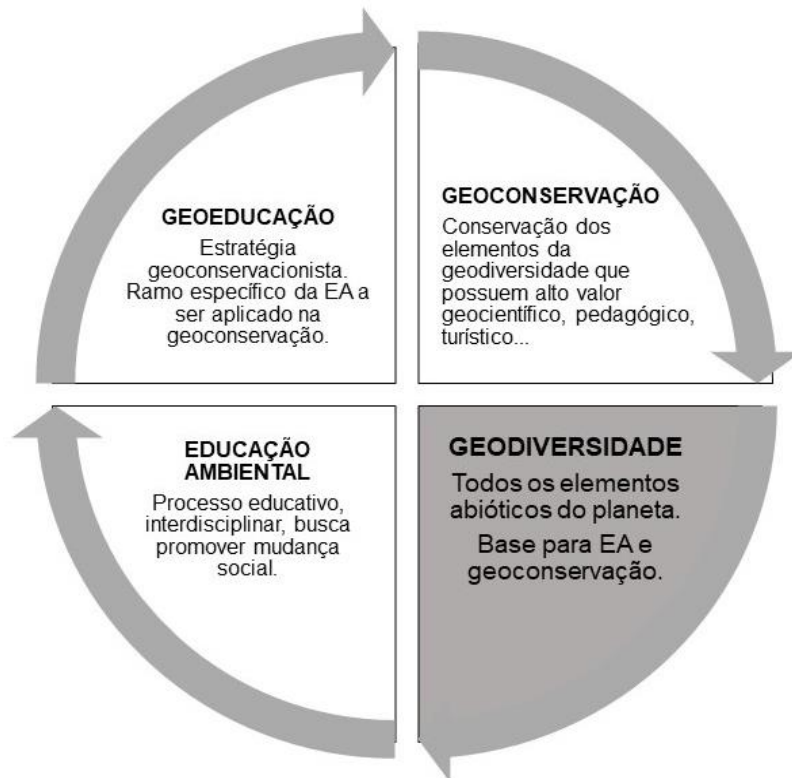 GEOEDUCAÇÃO
Estratégia
geoconservacionista.
Ramo específico da EA a
ser aplicado na
geoconservação.
GEOCONSERVAÇÃO
Conservação dos
elementos da
geodiversidade que
possuem alto valor
geocientífico, pedagógico,
turístico...
EDUCAÇÃO
AMBIENTAL
Processo educativo,
interdisciplinar, busca
promover mudança
social.
GEODIVERSIDADE
Todos os elementos
abióticos do planeta.
Base para EA e
geoconservação.